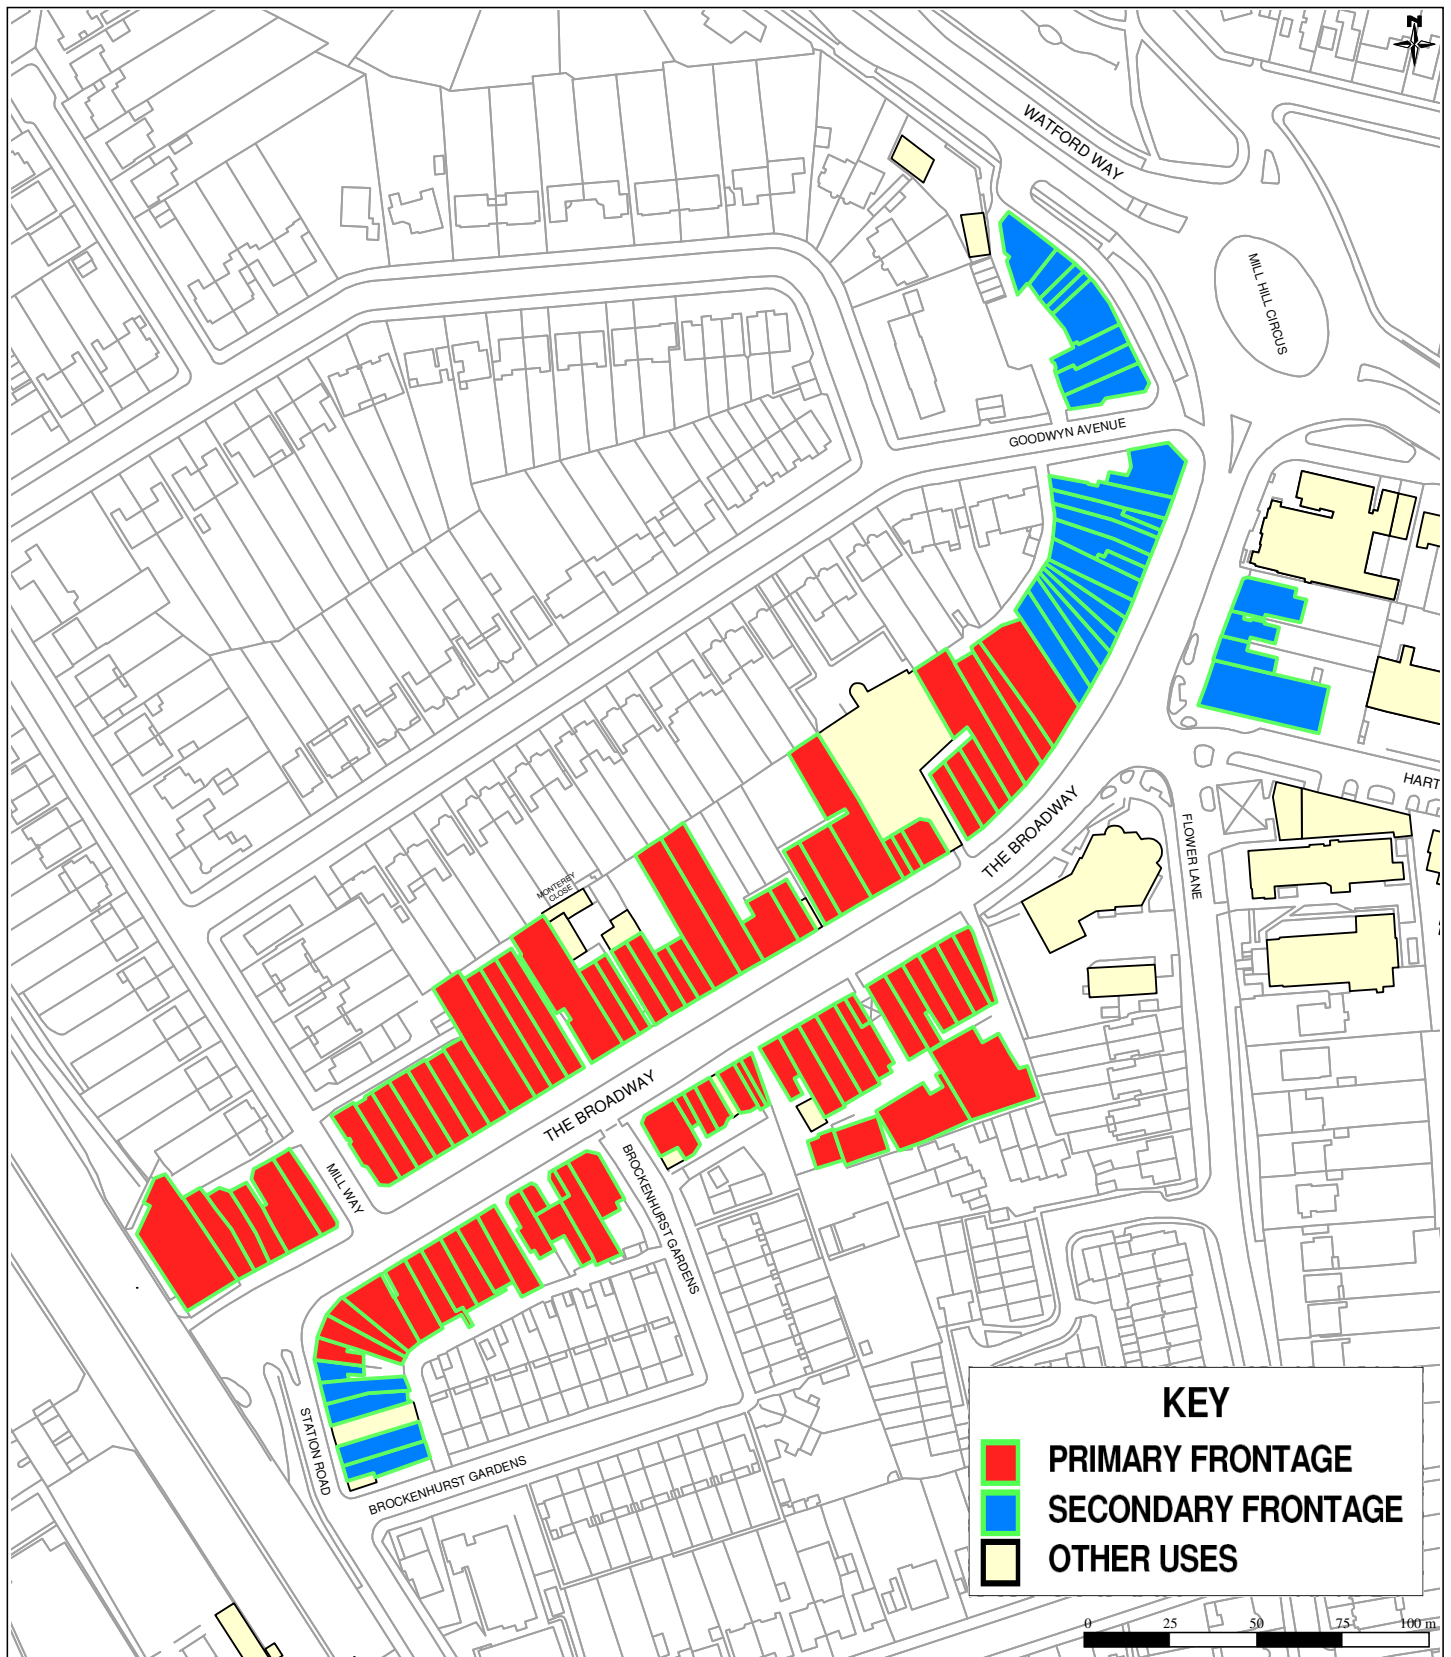 N
WATFORD WAY
MILL HILL CIRCUS
GOODWYN AVENUE
HART
THE BROADWAY
FLOWER LANE
MONTEREY
CLOSE
THE BROADWAY
MILL WAY
BROCKENHURST GARDENS
STATION ROAD
BROCKENHURST GARDENS
KEY
PRIMARY FRONTAGE
SECONDARY FRONTAGE
OTHER USES
0 25 50 75 100 m